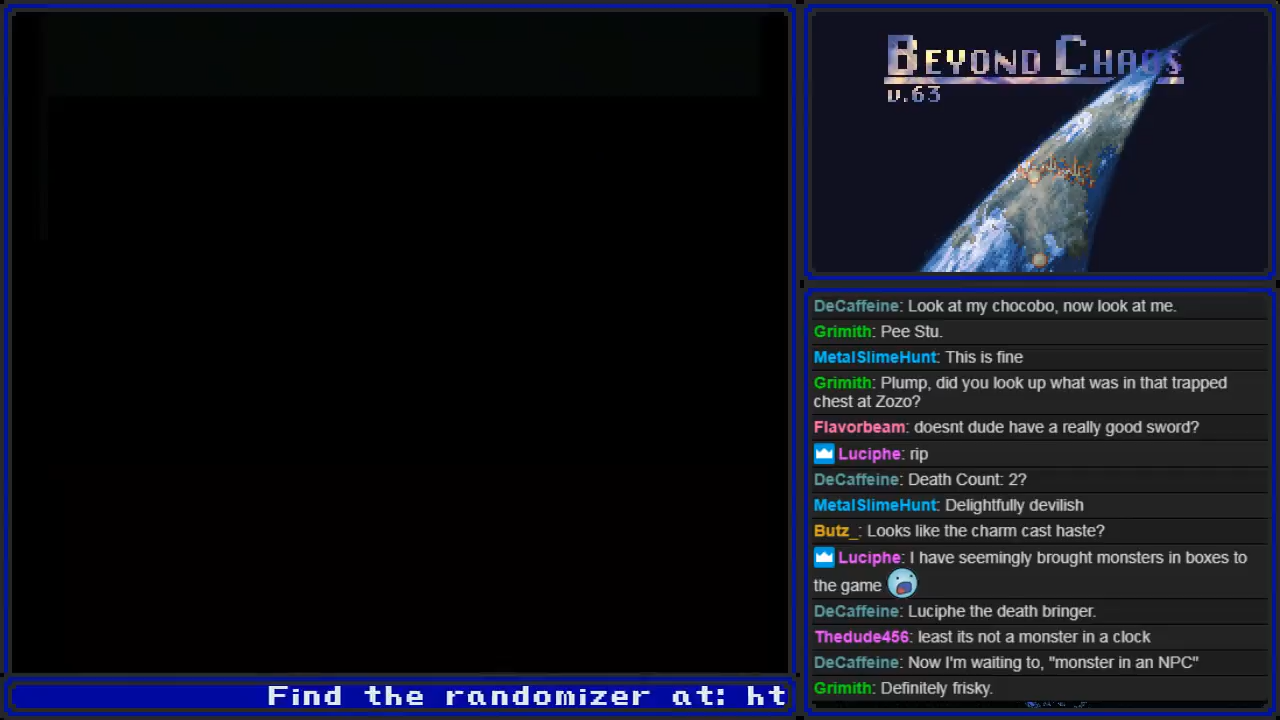 BEYOND CHAOS
v.63
DeCaffeine: Look at my chocobo, now look at me.
Grimith: Pee Stu.
MetalSlimeHunt: This is fine
Grimith: Plump, did you look up what was in that trapped
chest at Zozo?
Flavorbeam: doesnt dude have a really good sword?
Luciphe: rip
DeCaffeine: Death Count: 2?
MetalSlimeHunt: Delightfully devilish
Butz_: Looks like the charm cast haste?
Luciphe: I have seemingly brought monsters in boxes to
the game
DeCaffeine: Luciphe the death bringer.
Thedude456: least its not a monster in a clock
DeCaffeine: Now I'm waiting to, "monster in an NPC"
Grimith: Definitely frisky.
Find the randomizer at: ht